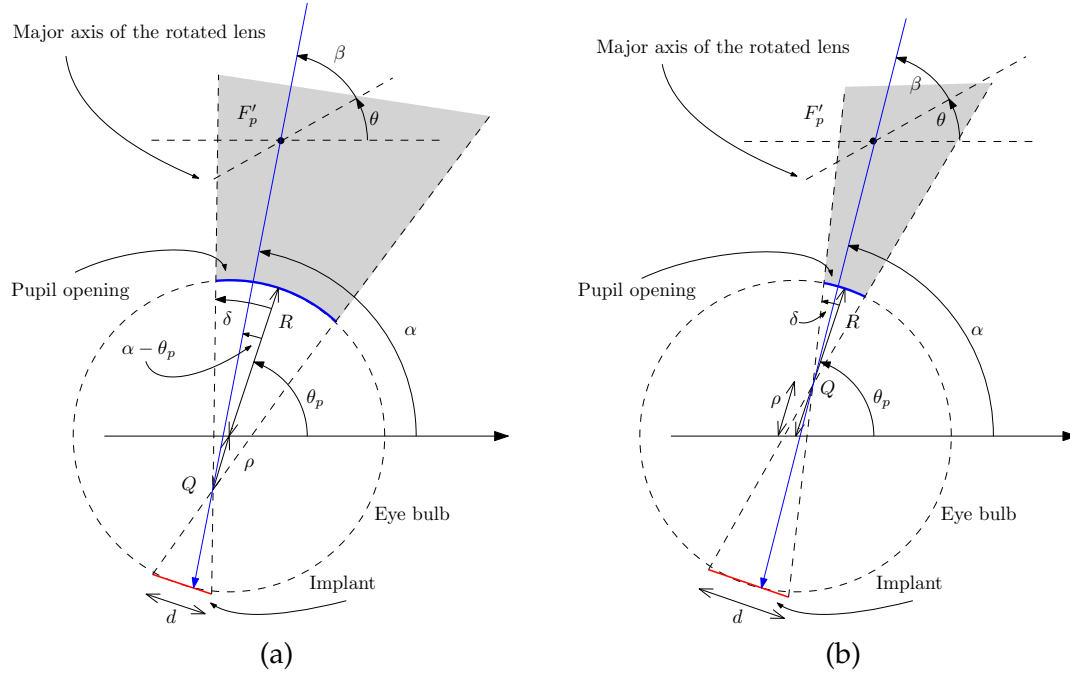 Major axis of the rotated lens
β
θ
F′ₚ
Pupil opening
δ
R
α
α − θₚ
θₚ
ρ
Q
Eye bulb
Implant
d
(a)
Major axis of the rotated lens
β
θ
F′ₚ
Pupil opening
δ
R
α
ρ
Q
θₚ
Eye bulb
Implant
d
(b)